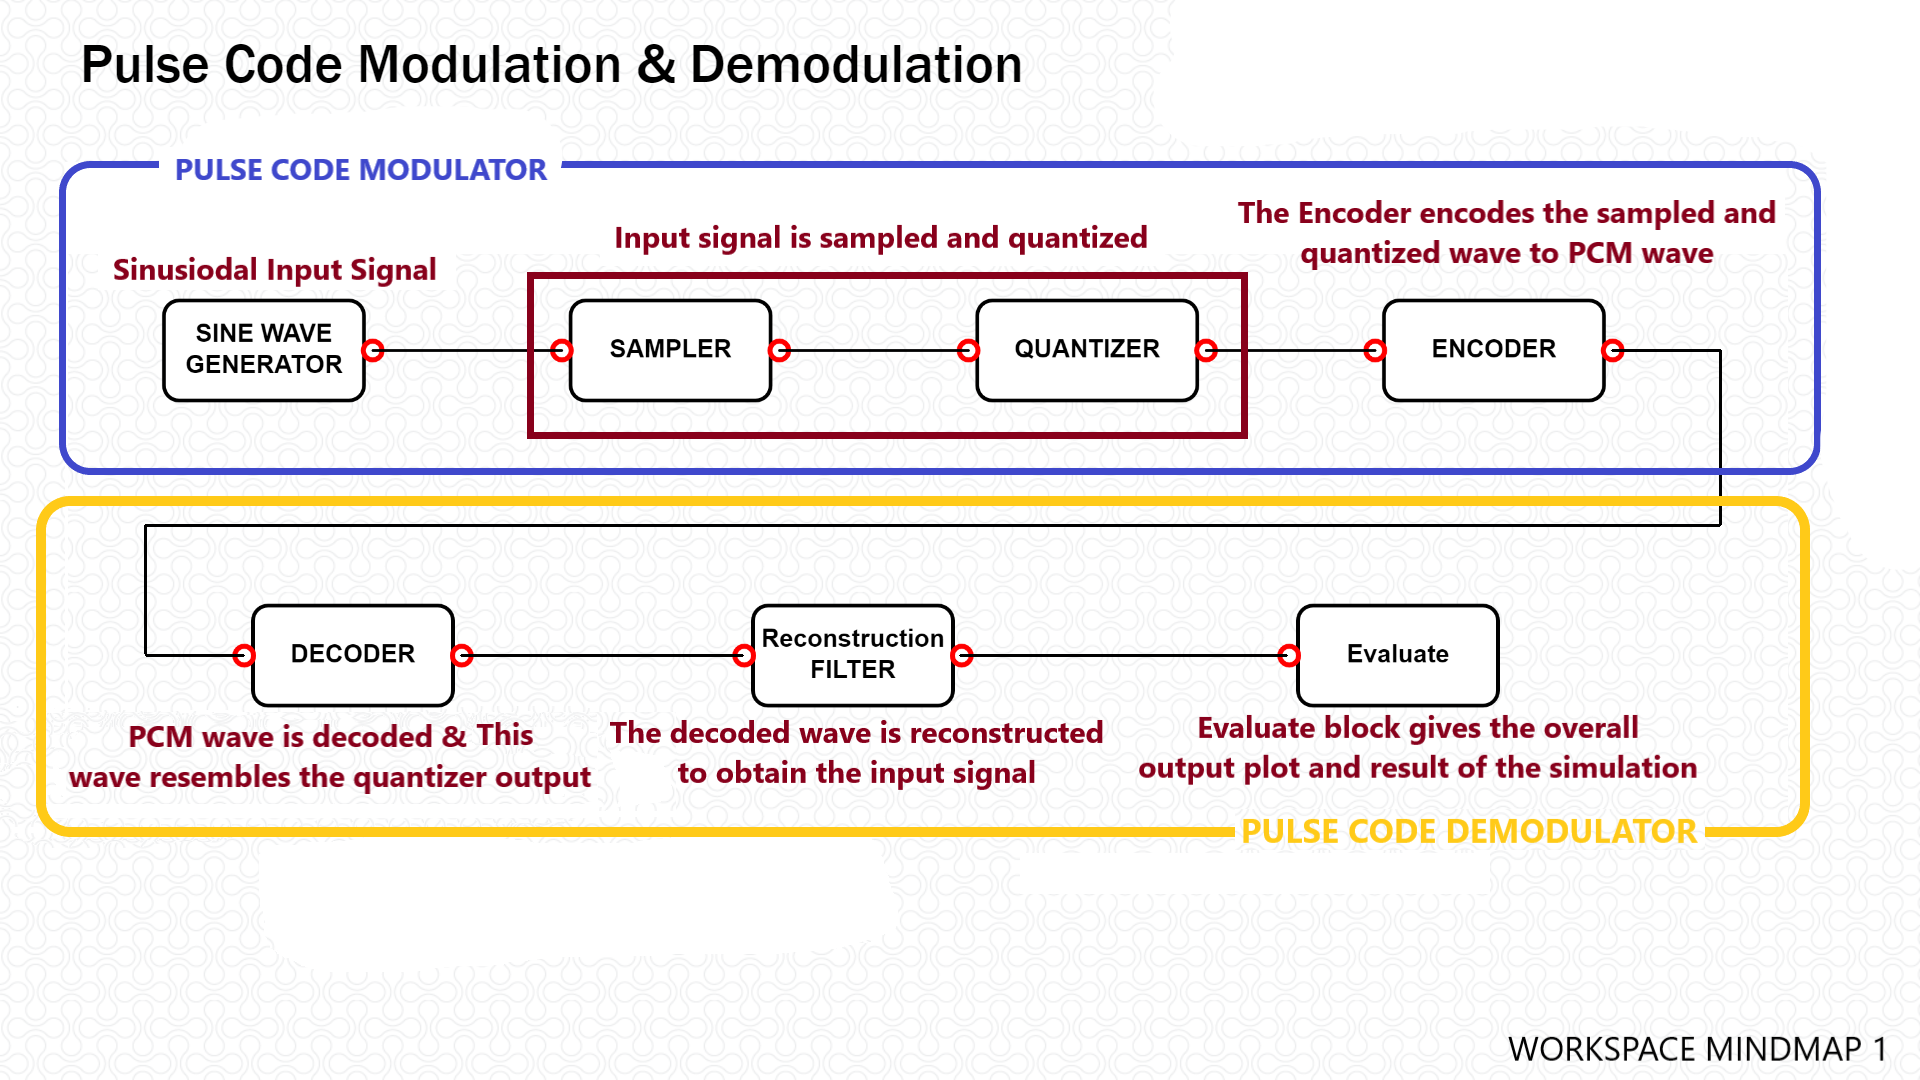 Pulse Code Modulation & Demodulation
PULSE CODE MODULATOR
Sinusiodal Input Signal
Input signal is sampled and quantized
The Encoder encodes the sampled and
quantized wave to PCM wave
SINE WAVE
GENERATOR
SAMPLER
QUANTIZER
ENCODER
DECODER
Reconstruction
FILTER
Evaluate
PCM wave is decoded & This
wave resembles the quantizer output
The decoded wave is reconstructed
to obtain the input signal
Evaluate block gives the overall
output plot and result of the simulation
PULSE CODE DEMODULATOR
WORKSPACE MINDMAP 1